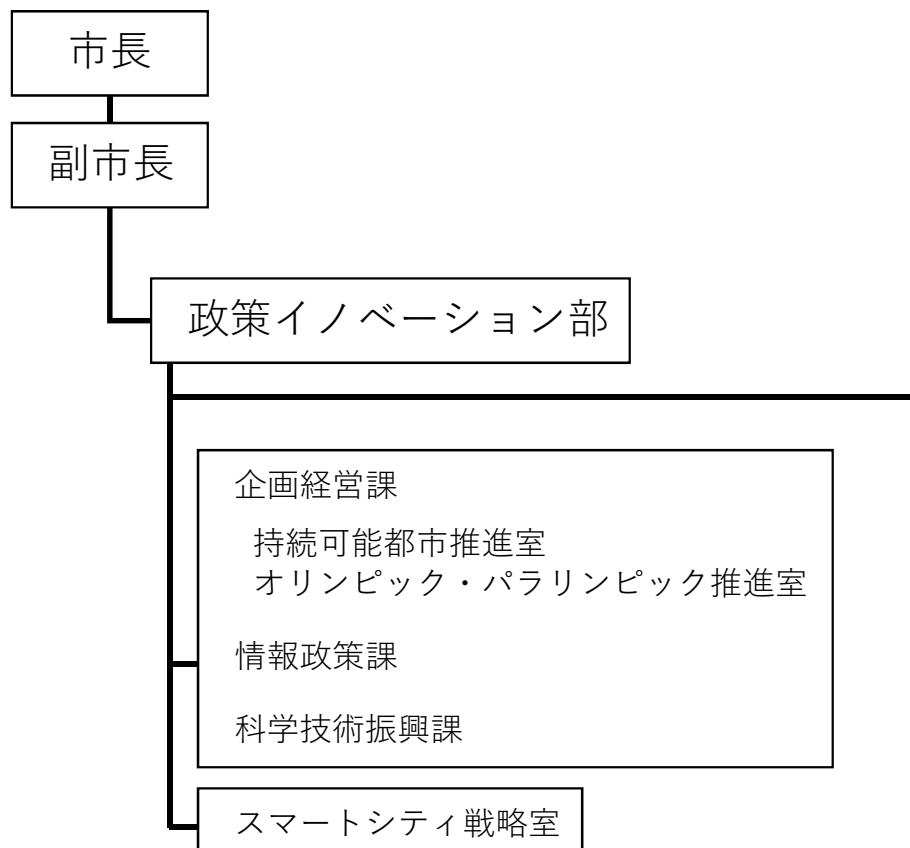 市長
副市長
政策イノベーション部
企画経営課
持続可能都市推進室
オリンピック・パラリンピック推進室
情報政策課
科学技術振興課
スマートシティ戦略室